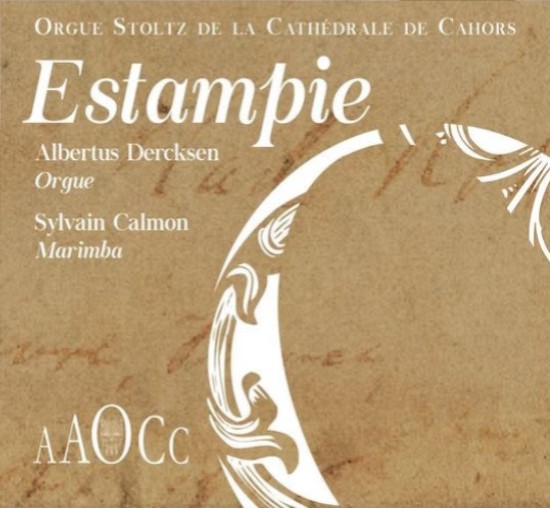 Orgue Stoltz de la Cathédrale de Cahors
Estampie
Albertus Dercksen
Orgue
Sylvain Calmon
Marimba
AAOCC